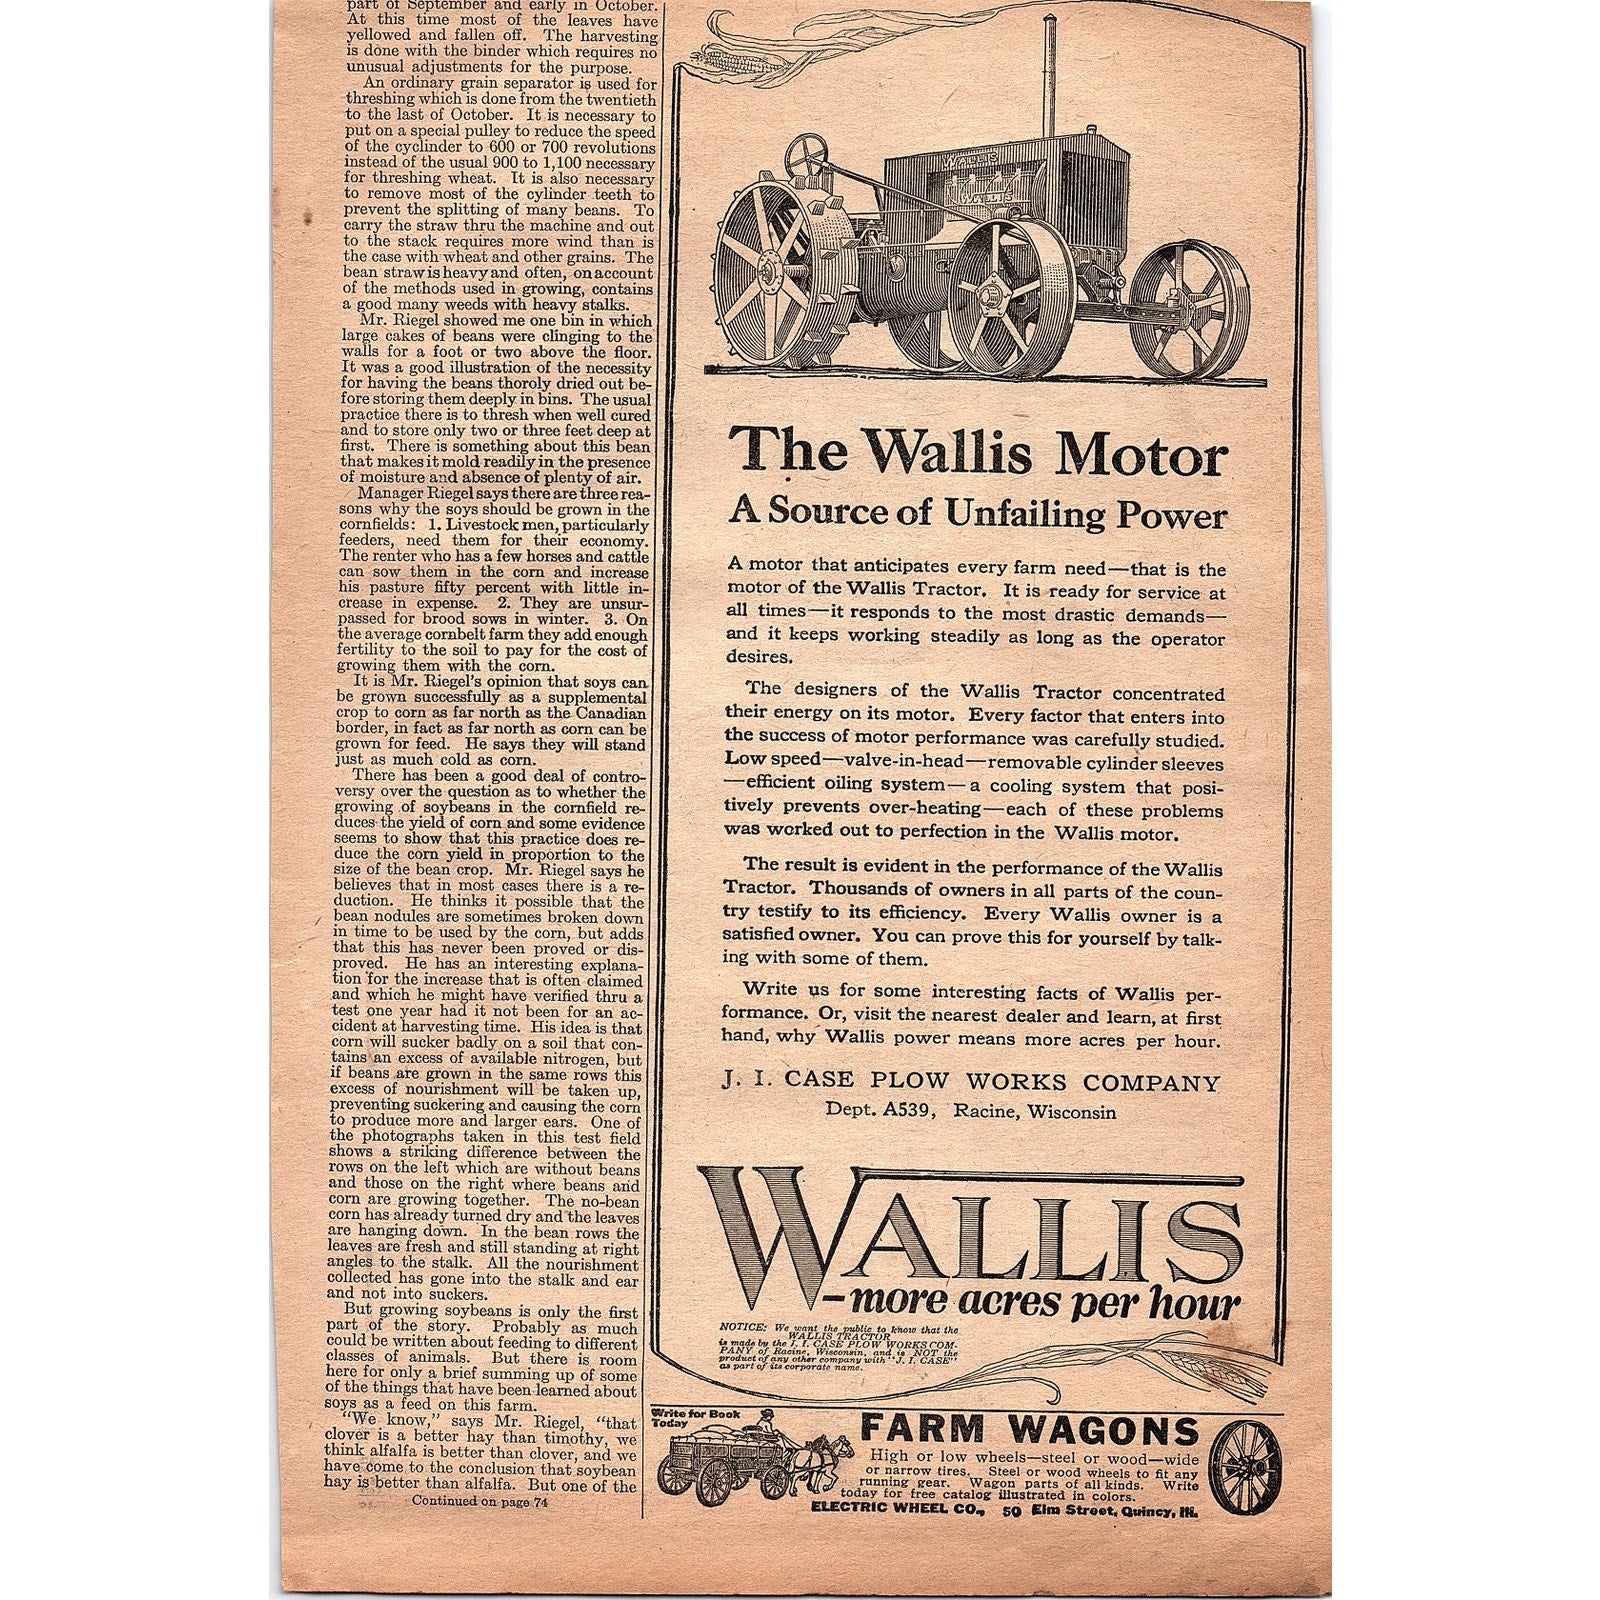 part of September and early in October.
At this time most of the leaves have
yellowed and fallen off. The harvesting
is done with the binder which requires no
unusual adjustments for the purpose.
An ordinary grain separator is used for
threshing which is done from the twentieth
to the last of October. It is necessary to
put on a special pulley to reduce the speed
of the cyclinder to 600 or 700 revolutions
instead of the usual 900 to 1,100 necessary
for threshing wheat. It is also necessary
to remove most of the cylinder teeth to
prevent the splitting of many beans. To
carry the straw thru the machine and out
to the stack requires more wind than is
the case with wheat and other grains. The
bean straw is heavy and often, on account
of the methods used in growing, contains
a good many weeds with heavy stalks.
Mr. Riegel showed me one bin in which
large cakes of beans were clinging to the
walls for a foot or two above the floor.
It was a good illustration of the necessity
for having the beans thoroly dried out be-
fore storing them deeply in bins. The usual
practice there is to thresh when well cured
and to store only two or three feet deep at
first. There is something about this bean
that makes it mold readily in the presence
of moisture and absence of plenty of air.
Manager Riegel says there are three rea-
sons why the soys should be grown in the
cornfields: 1. Livestock men, particularly
feeders, need them for their economy.
The renter who has a few horses and cattle
can sow them in the corn and increase
his pasture fifty percent with little in-
crease in expense. 2. They are unsur-
passed for brood sows in winter. 3. On
the average cornbelt farm they add enough
fertility to the soil to pay for the cost of
growing them with the corn.
It is Mr. Riegel's opinion that soys can
be grown successfully as a supplemental
crop to corn as far north as the Canadian
border, in fact as far north as corn can be
grown for feed. He says they will stand
just as much cold as corn.
There has been a good deal of contro-
versy over the question as to whether the
growing of soybeans in the cornfield re-
duces the yield of corn and some evidence
seems to show that this practice does re-
duce the corn yield in proportion to the
size of the bean crop. Mr. Riegel says he
believes that in most cases there is a re-
duction. He thinks it possible that the
bean nodules are sometimes broken down
in time to be used by the corn, but adds
that this has never been proved or dis-
proved. He has an interesting explana-
tion for the increase that is often claimed
and which he might have verified thru a
test one year had it not been for an ac-
cident at harvesting time. His idea is that
corn will sucker badly on a soil that con-
tains an excess of available nitrogen, but
if beans are grown in the same rows this
excess of nourishment will be taken up,
preventing suckering and causing the corn
to produce more and larger ears. One of
the photographs taken in this test field
shows a striking difference between the
rows on the left which are without beans
and those on the right where beans and
corn are growing together. The no-bean
corn has already turned dry and the leaves
are hanging down. In the bean rows the
leaves are fresh and still standing at right
angles to the stalk. All the nourishment
collected has gone into the stalk and ear
and not into suckers.
But growing soybeans is only the first
part of the story. Probably as much
could be written about feeding to different
classes of animals. But there is room
here for only a brief summing up of some
of the things that have been learned about
soys as a feed on this farm.
"We know," says Mr. Riegel, "that
clover is a better hay than timothy, we
think alfalfa is better than clover, and we
have come to the conclusion that soybean
hay is better than alfalfa. But one of the
Continued on page 74
WALLIS
WALLIS
The Wallis Motor
A Source of Unfailing Power
A motor that anticipates every farm need—that is the
motor of the Wallis Tractor. It is ready for service at
all times—it responds to the most drastic demands—
and it keeps working steadily as long as the operator
desires.
The designers of the Wallis Tractor concentrated
their energy on its motor. Every factor that enters into
the success of motor performance was carefully studied.
Low speed—valve-in-head—removable cylinder sleeves
—efficient oiling system—a cooling system that posi-
tively prevents over-heating—each of these problems
was worked out to perfection in the Wallis motor.
The result is evident in the performance of the Wallis
Tractor. Thousands of owners in all parts of the coun-
try testify to its efficiency. Every Wallis owner is a
satisfied owner. You can prove this for yourself by talk-
ing with some of them.
Write us for some interesting facts of Wallis per-
formance. Or, visit the nearest dealer and learn, at first
hand, why Wallis power means more acres per hour.
J. I. CASE PLOW WORKS COMPANY
Dept. A539, Racine, Wisconsin
WALLIS
—more acres per hour
NOTICE: We want the public to know that the
WALLIS TRACTOR
is made by the J. I. CASE PLOW WORKS COM-
PANY of Racine, Wisconsin, and is NOT the
product of any other company with "J. I. CASE"
as part of its corporate name.
Write for Book
Today
FARM WAGONS
High or low wheels—steel or wood—wide
or narrow tires. Steel or wood wheels to fit any
running gear. Wagon parts of all kinds. Write
today for free catalog illustrated in colors.
ELECTRIC WHEEL CO., 50 Elm Street, Quincy, Ill.